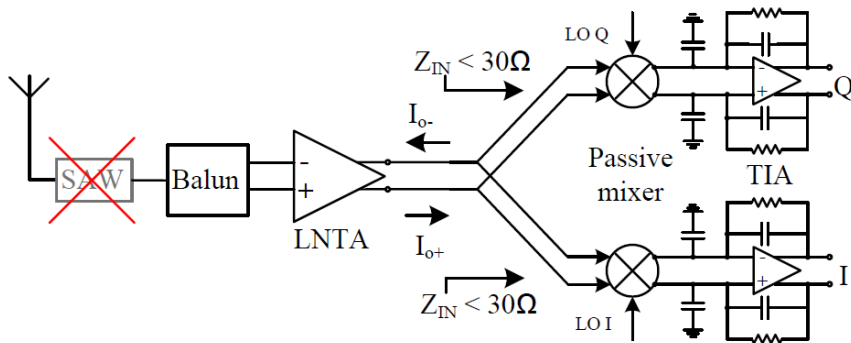 LO Q
Z_IN < 30Ω
-
+
Q
I_o-
SAW
Balun
-
+
LNTA
Passive
mixer
TIA
I_o+
-
+
I
Z_IN < 30Ω
LO I